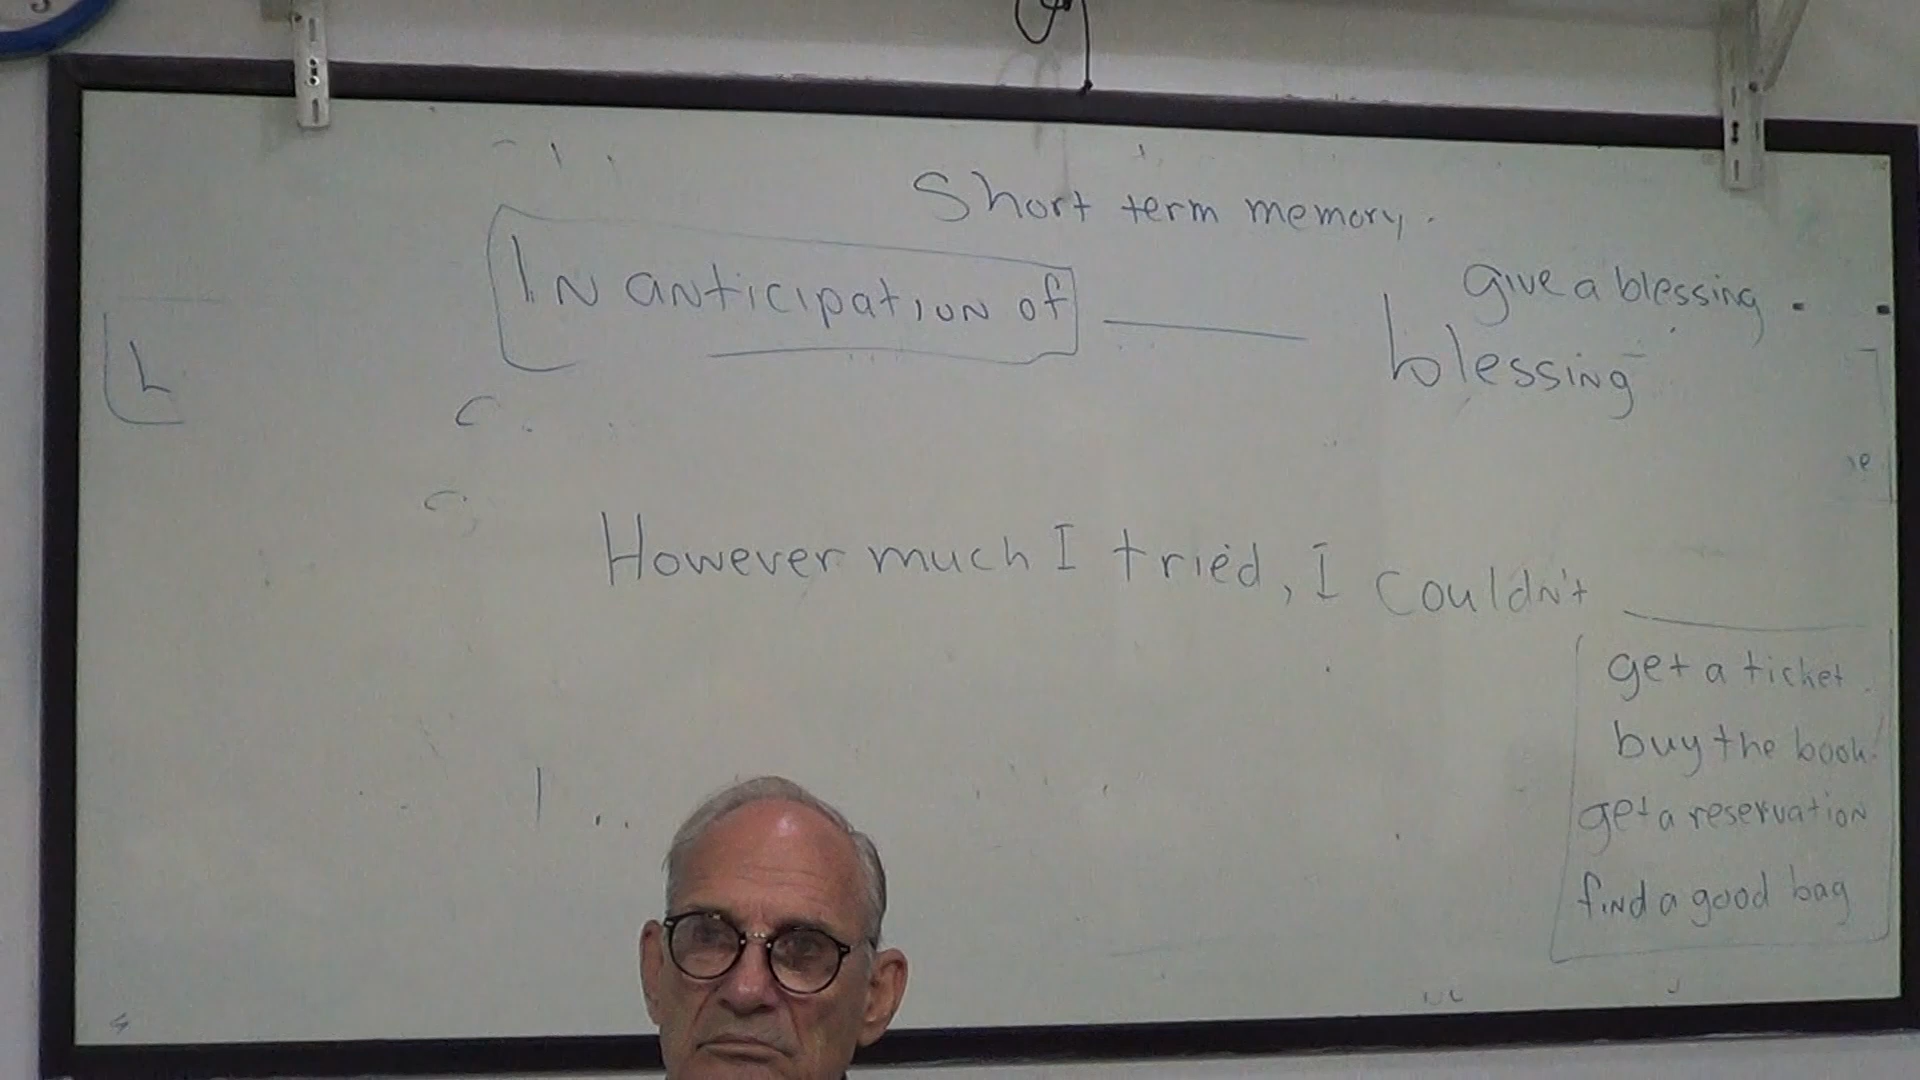 Short term memory.
In anticipation of ______
give a blessing.
blessing
However much I tried, I couldn't ______
get a ticket
buy the book
get a reservation
find a good bag